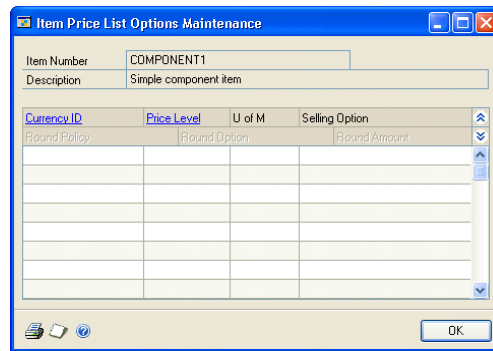 Item Price List Options Maintenance
Item Number COMPONENT1
Description Simple component item
Currency ID Price Level U of M Selling Option
Round Policy Round Option Round Amount
OK